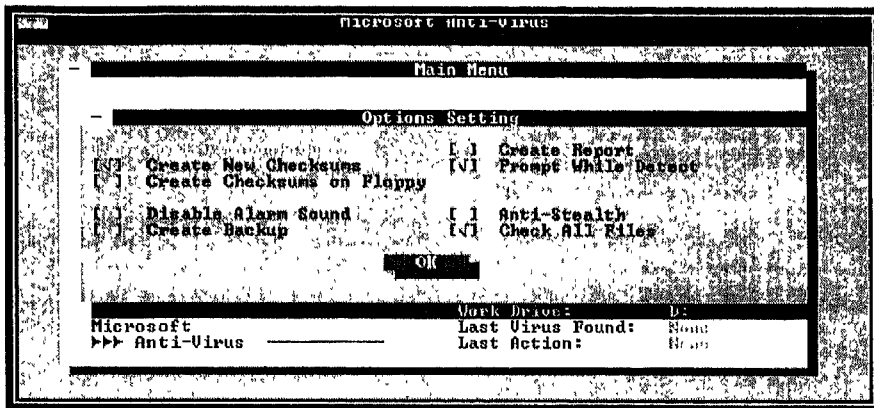 Microsoft Anti-Virus
Main Menu
Options Setting
[ ] Create Report
[√] Create New Checksums [√] Prompt While Detect
[ ] Create Checksums on Floppy
[ ] Disable Alarm Sound [ ] Anti-Stealth
[ ] Create Backup [√] Check All Files
OK
Work Drive: D:
Microsoft Last Virus Found: None
Anti-Virus Last Action: